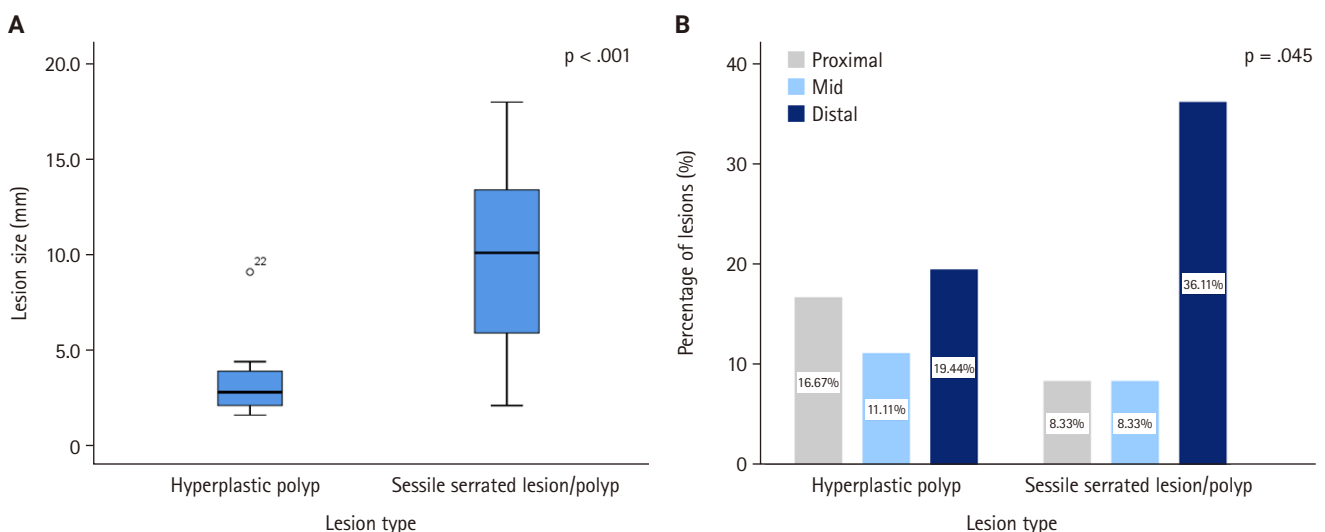 A
p < .001
20.0
15.0
10.0
5.0
0
Lesion size (mm)
22
Hyperplastic polyp
Sessile serrated lesion/polyp
Lesion type
B
Proximal
Mid
Distal
p = .045
40
30
20
10
0
Percentage of lesions (%)
16.67%
11.11%
19.44%
8.33%
8.33%
36.11%
Hyperplastic polyp
Sessile serrated lesion/polyp
Lesion type